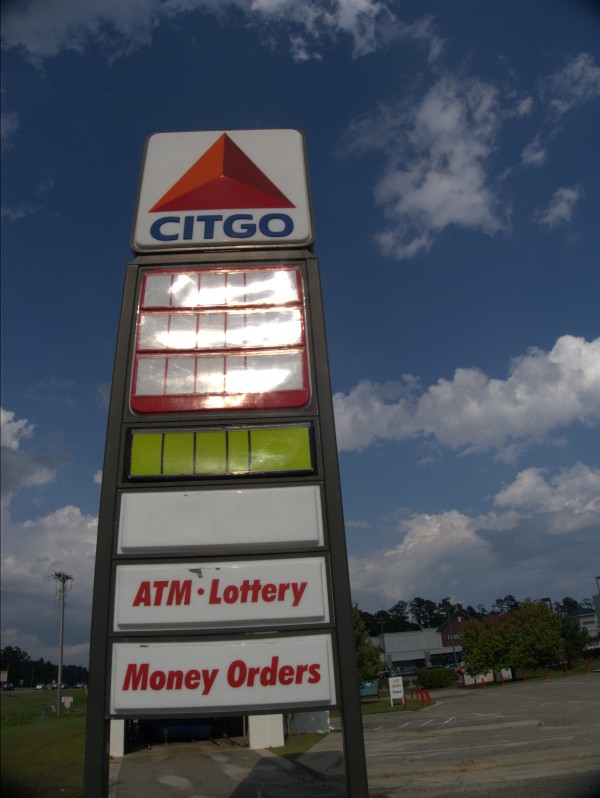 CITGO
ATM · Lottery
Money Orders